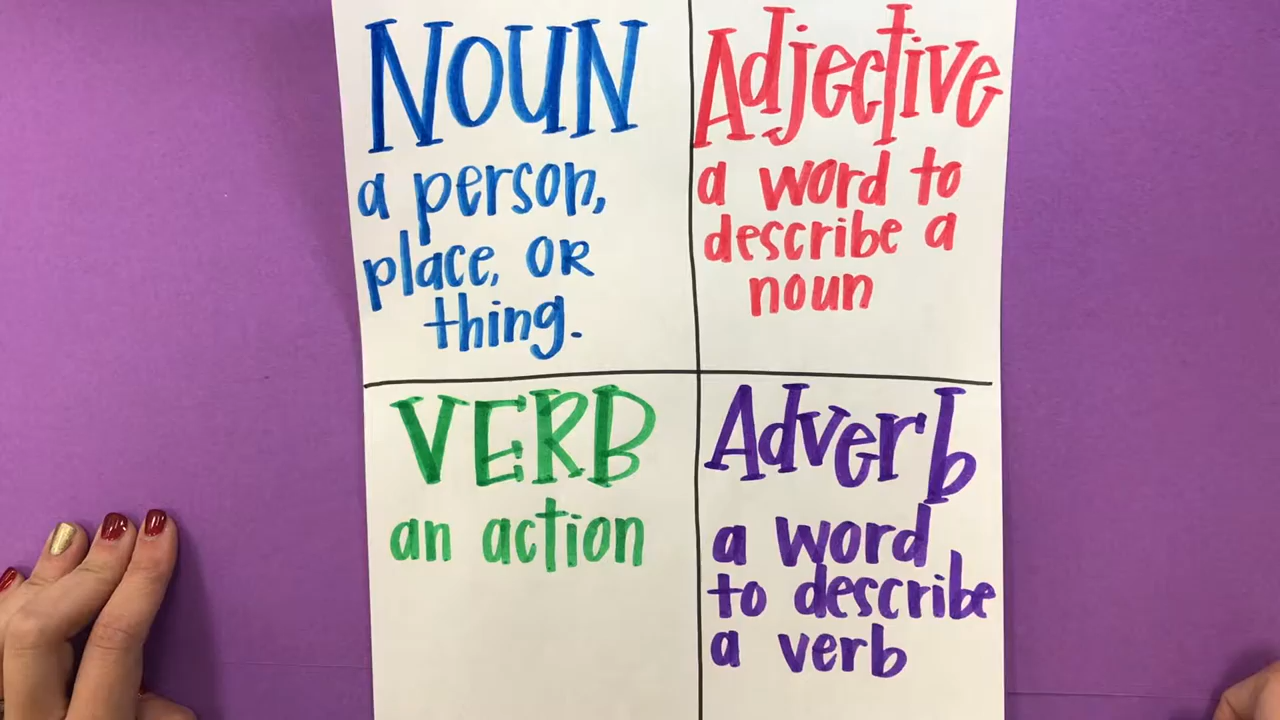 NOUN
a person,
place, OR
thing.
Adjective
a word to
describe a
noun
VERB
an action
Adverb
a word
to describe
a verb